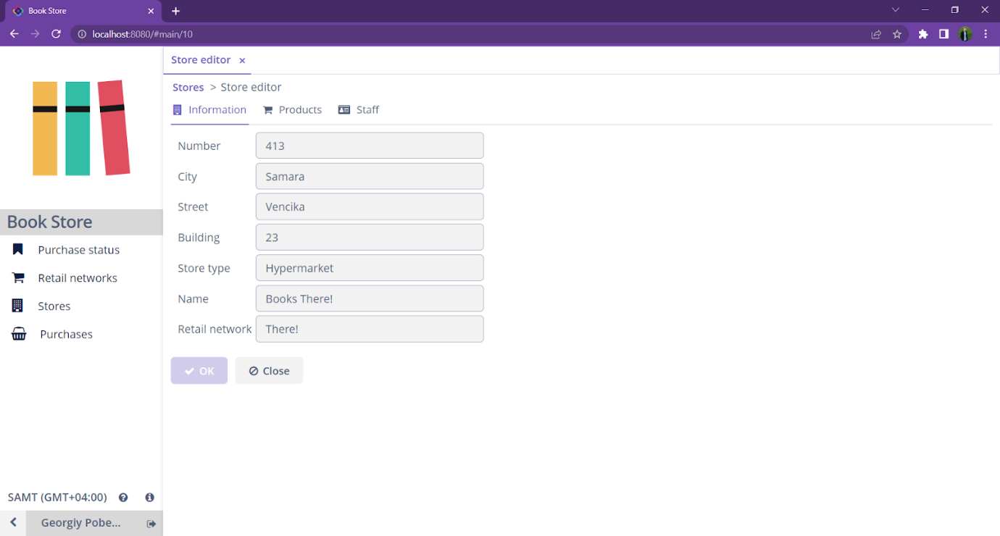 Book Store
localhost:8080/#main/10
Store editor
Stores > Store editor
Information Products Staff
Number 413
City Samara
Street Vencika
Building 23
Store type Hypermarket
Name Books There!
Retail network There!
OK Close
Book Store
Purchase status
Retail networks
Stores
Purchases
SAMT (GMT+04:00)
Georgiy Pobe...